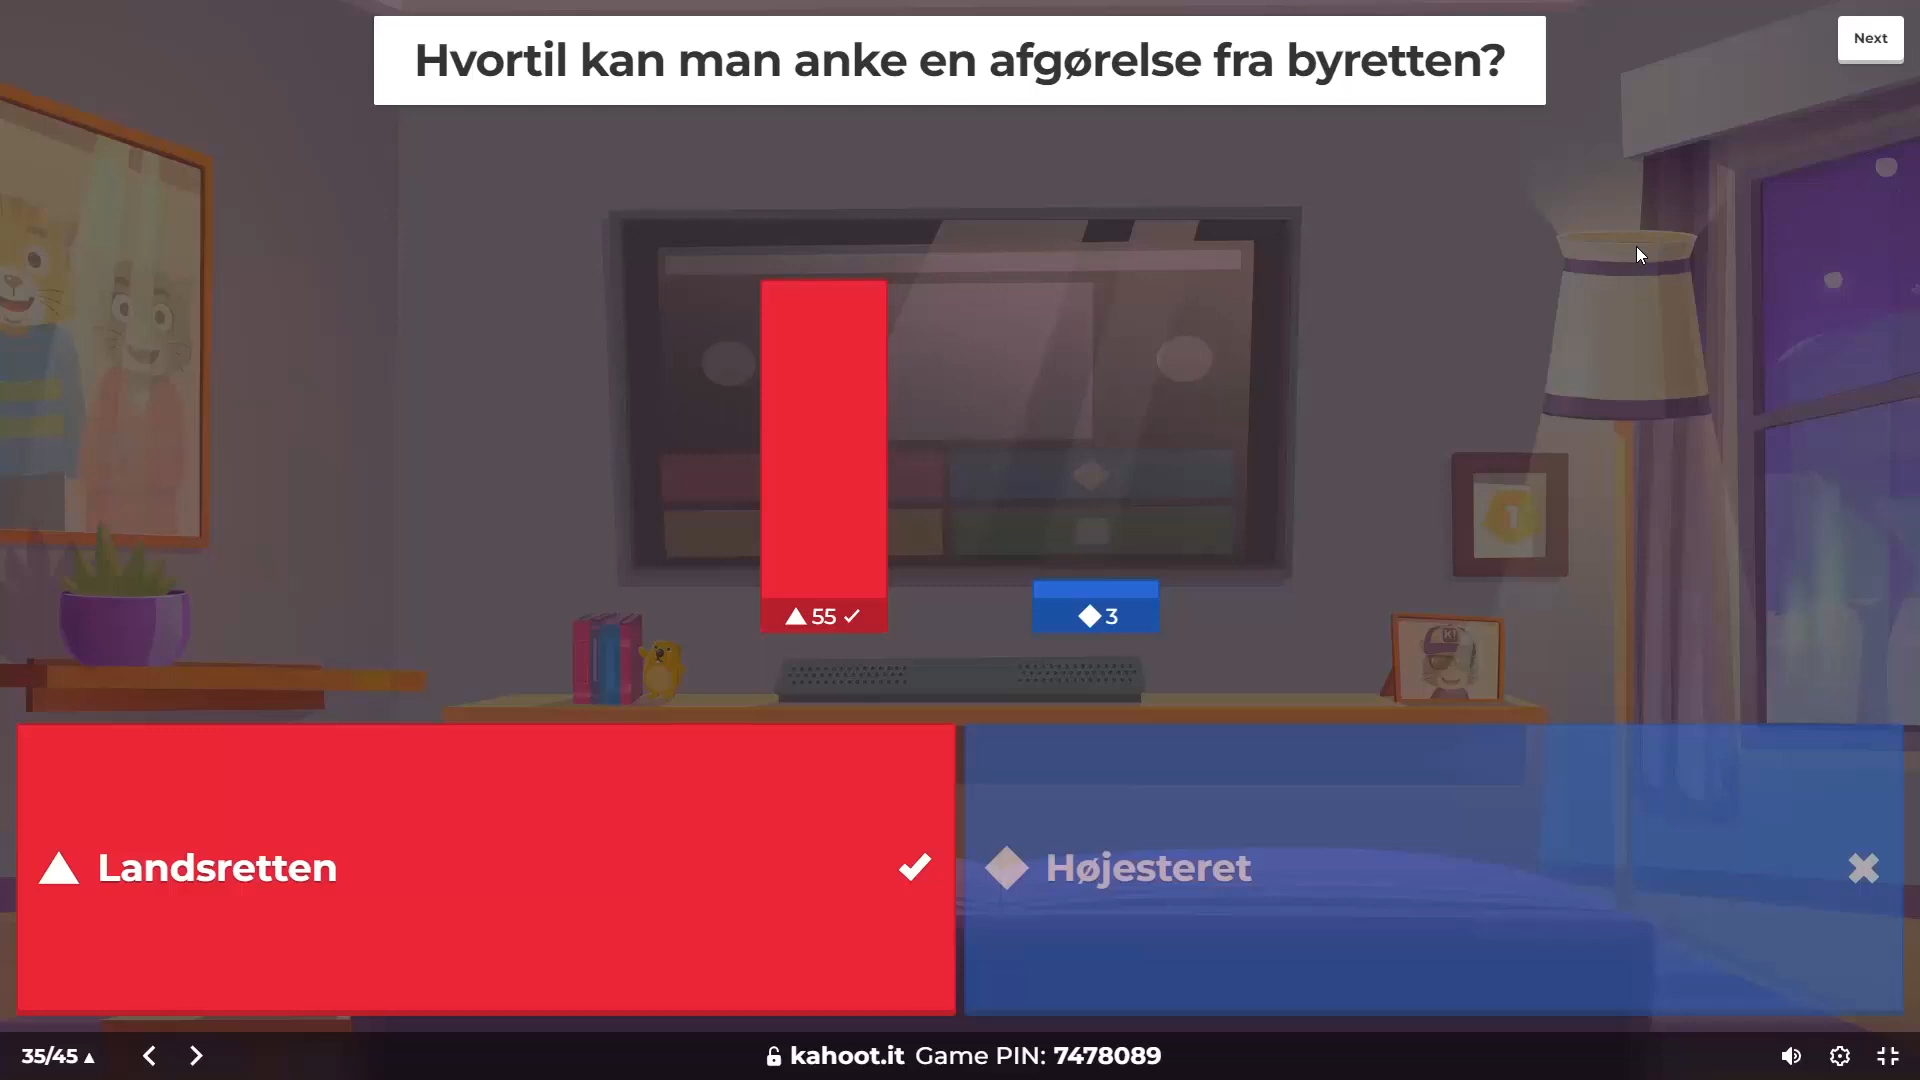 Hvortil kan man anke en afgørelse fra byretten?
Next
1
K!
55
3
Landsretten
Højesteret
35/45
kahoot.it Game PIN: 7478089